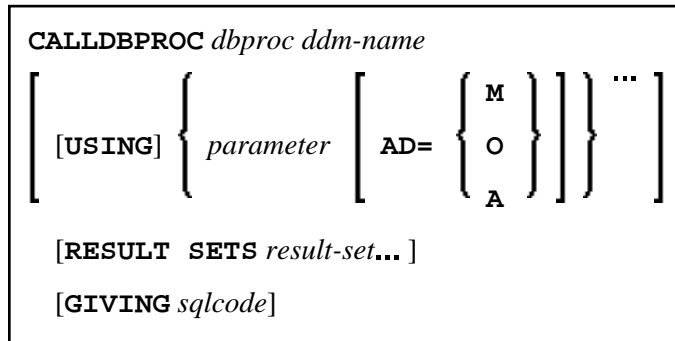 CALLDBPROC dbproc ddm-name
M ...
[USING] { parameter [ AD= { O } ] } ]
A
[RESULT SETS result-set... ]
[GIVING sqlcode]